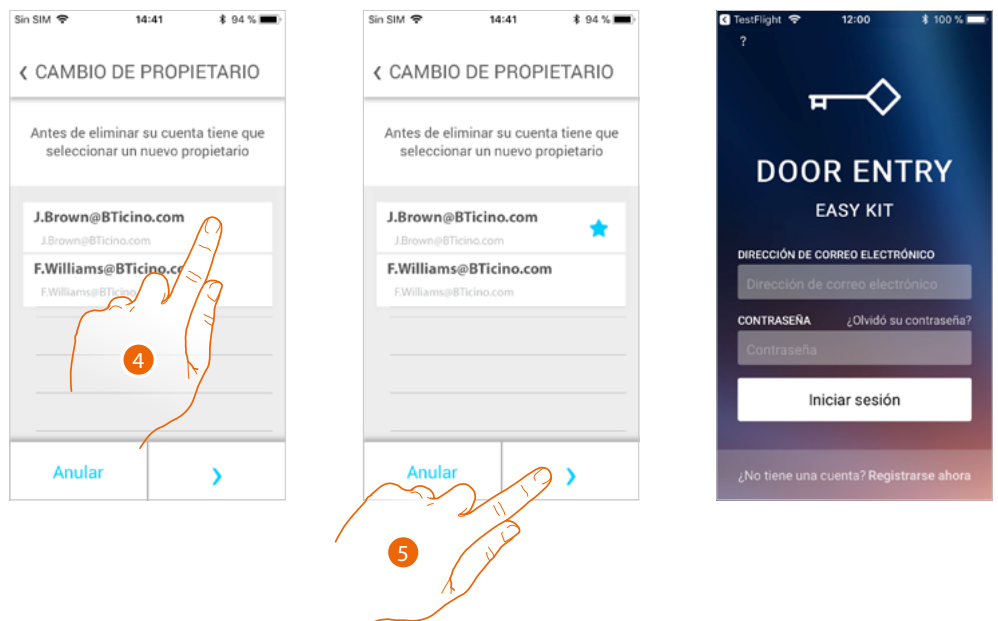 Sin SIM 14:41 94 %
CAMBIO DE PROPIETARIO
Antes de eliminar su cuenta tiene que
seleccionar un nuevo propietario
J.Brown@BTicino.com
J.Brown@BTicino.com
F.Williams@BTicino.co
F.Williams@BTicino
4
Anular
Sin SIM 14:41 94 %
CAMBIO DE PROPIETARIO
Antes de eliminar su cuenta tiene que
seleccionar un nuevo propietario
J.Brown@BTicino.com
J.Brown@BTicino.com
F.Williams@BTicino.com
F.Williams@BTicino.com
Anular
5
TestFlight 12:00 100 %
?
DOOR ENTRY
EASY KIT
DIRECCIÓN DE CORREO ELECTRÓNICO
Dirección de correo electrónico
CONTRASEÑA ¿Olvidó su contraseña?
Contraseña
Iniciar sesión
¿No tiene una cuenta? Registrarse ahora